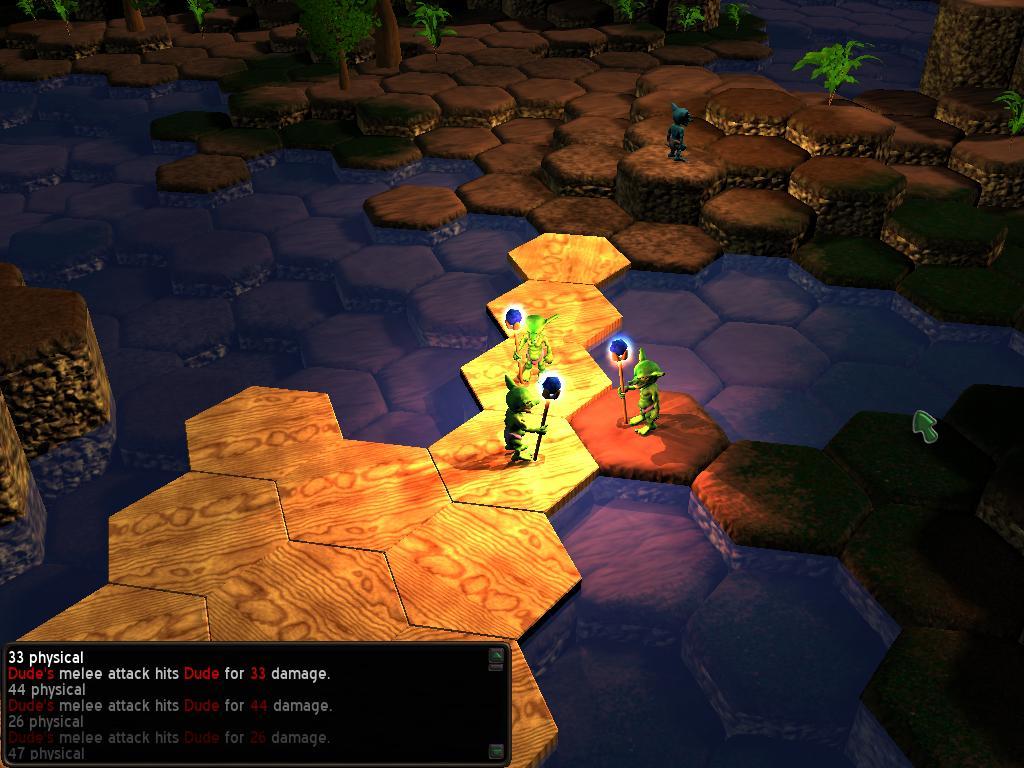 33 physical
Dude's melee attack hits Dude for 33 damage.
44 physical
Dude's melee attack hits Dude for 44 damage.
26 physical
Dude's melee attack hits Dude for 26 damage.
47 physical